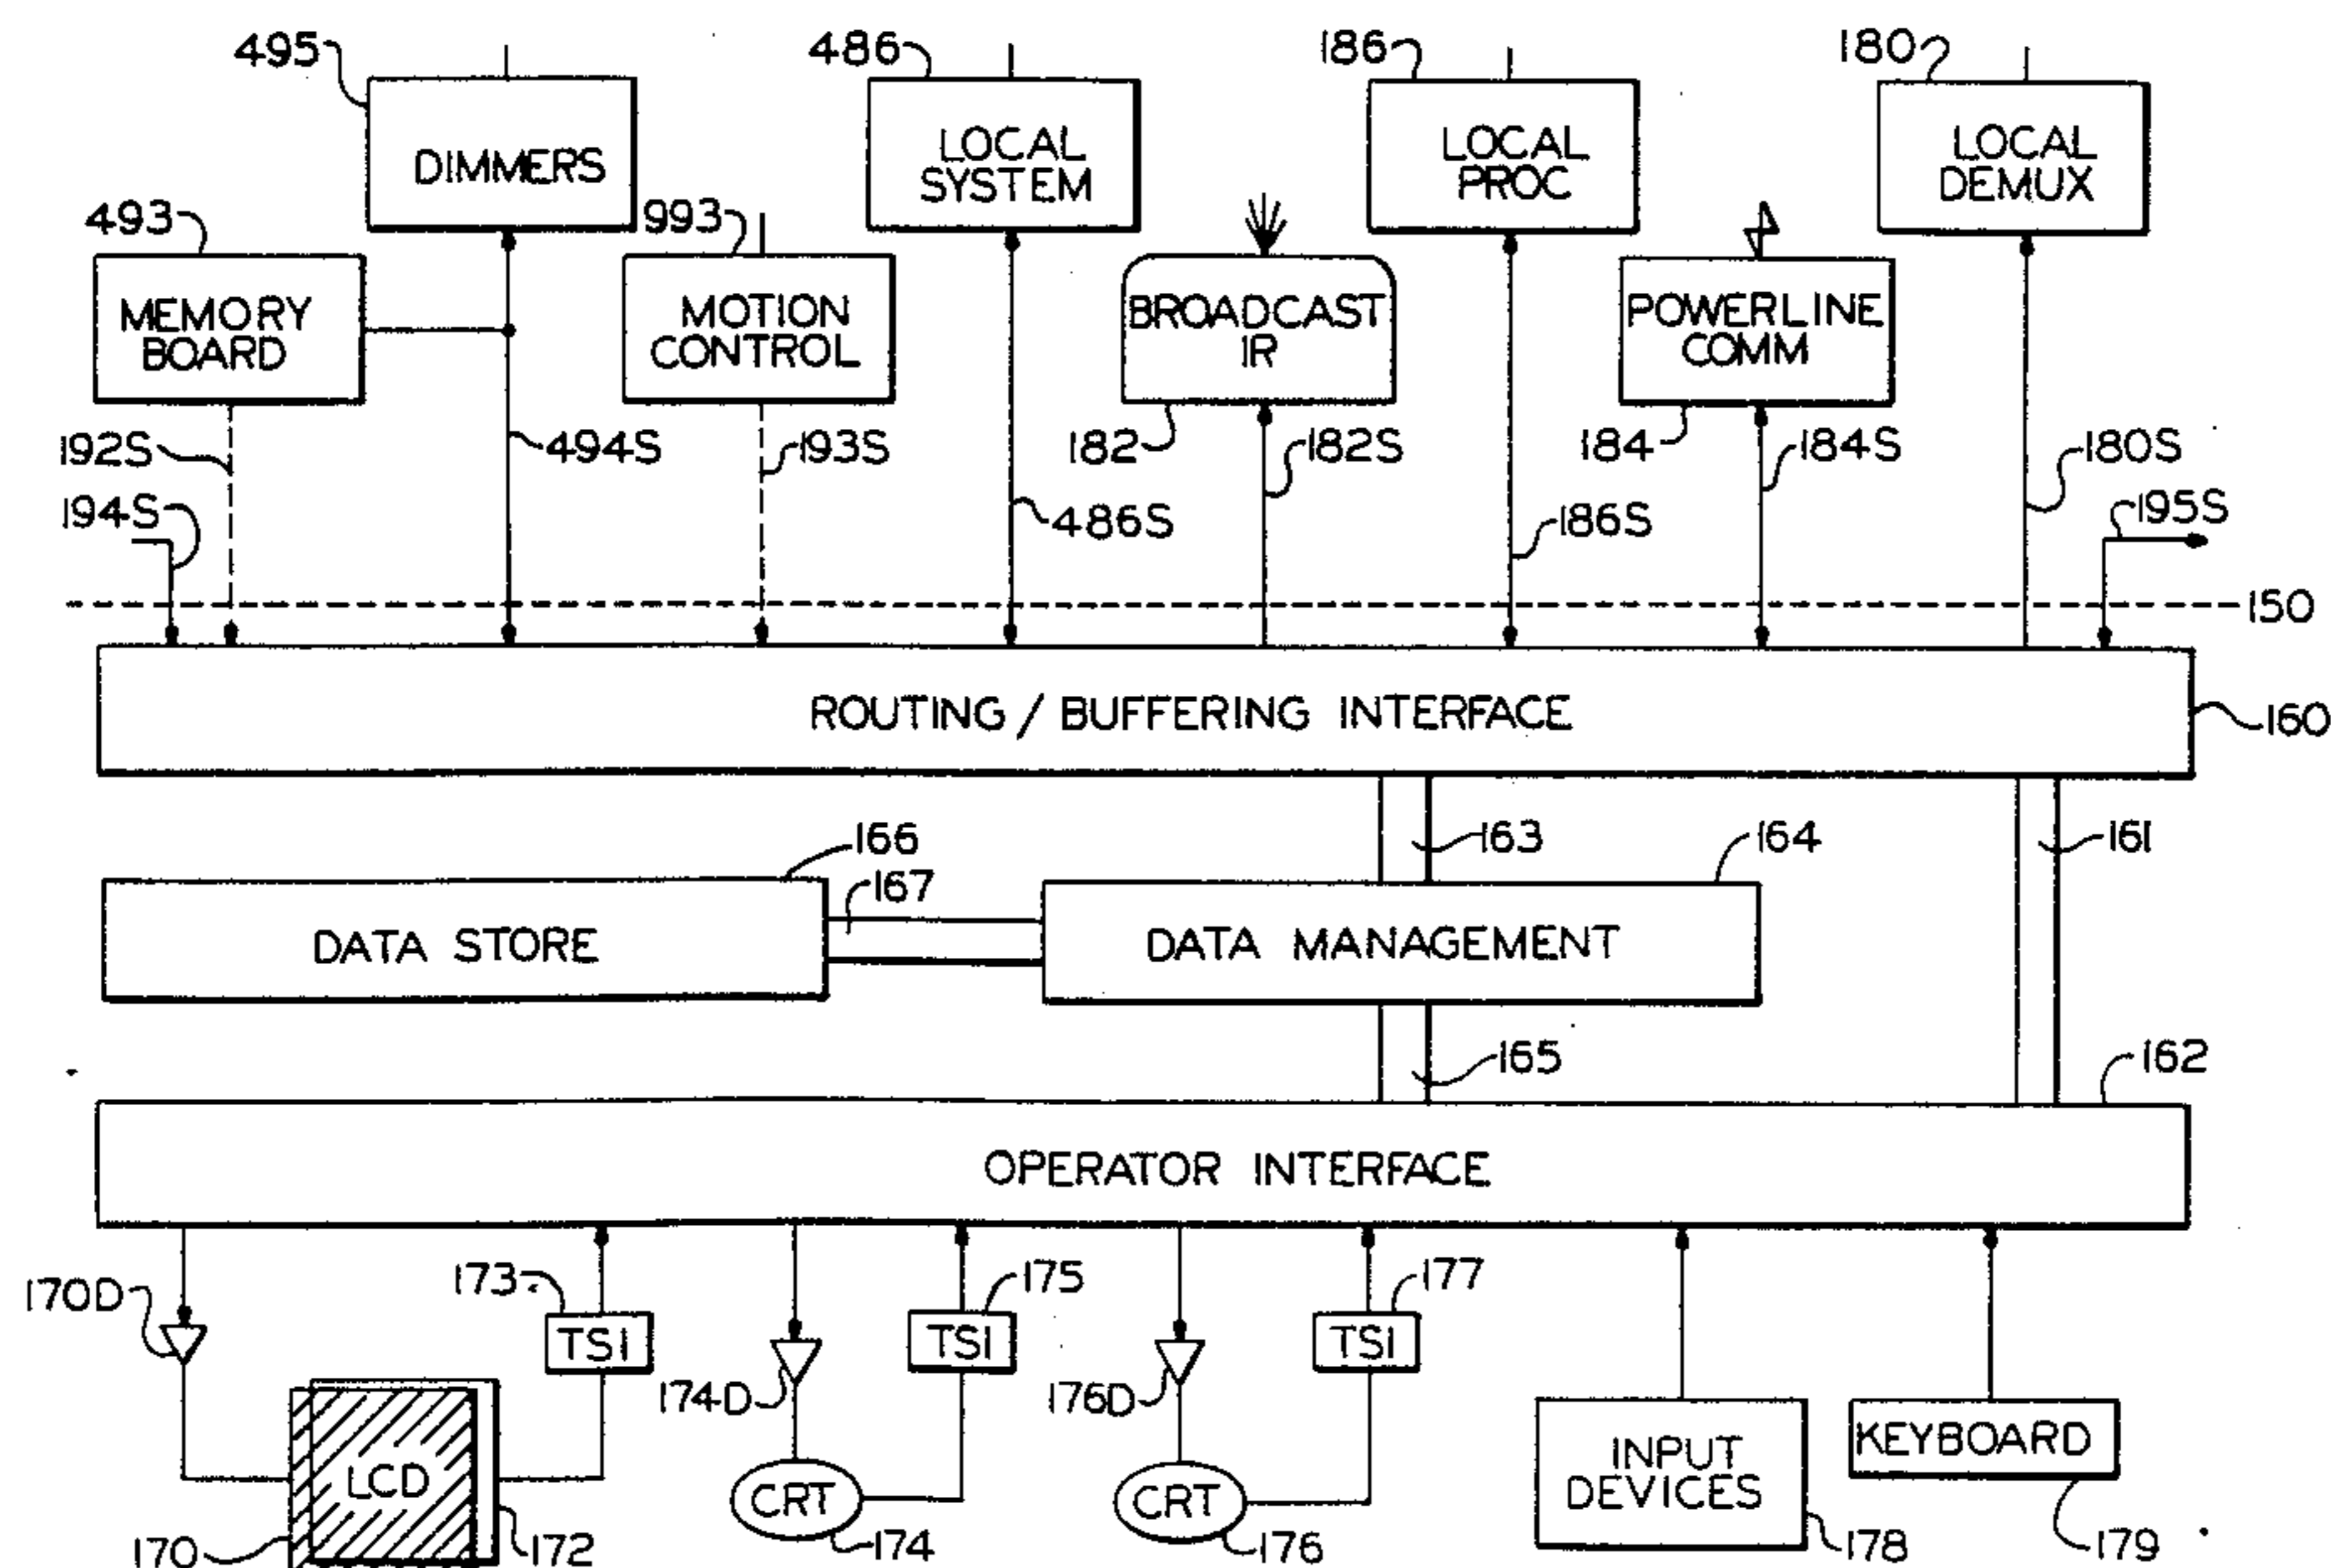 495
486
186
180
DIMMERS
LOCAL
SYSTEM
LOCAL
PROC
LOCAL
DEMUX
493
993
MEMORY
BOARD
MOTION
CONTROL
BROADCAST
IR
POWERLINE
COMM
192S
494S
193S
182
182S
184
184S
180S
194S
486S
186S
195S
150
ROUTING / BUFFERING INTERFACE
160
166
167
163
164
161
DATA STORE
DATA MANAGEMENT
165
162
OPERATOR INTERFACE
170D
173
175
177
TSI
TSI
TSI
174D
176D
LCD
CRT
CRT
INPUT
DEVICES
KEYBOARD
170
172
174
176
178
179